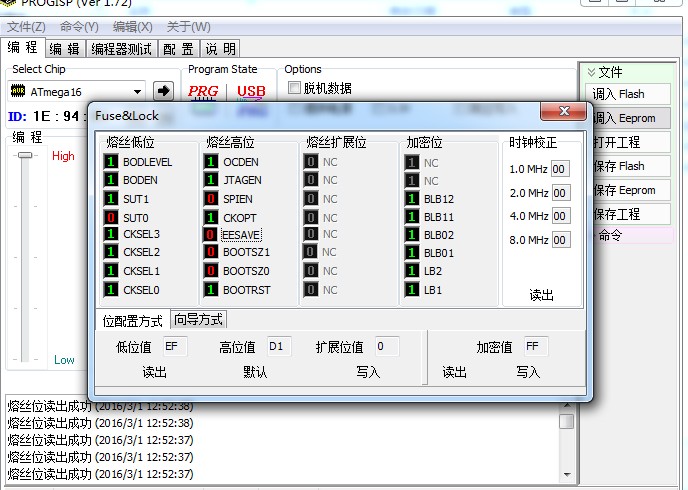 PROGISP (Ver 1.72)
文件(Z) 命令(Y) 编辑(X) 关于(W)
编 程 编 辑 编程器测试 配 置 说 明
Select Chip Program State Options
ATmega16 PRG USB 脱机数据
ID: 1E : 94 :
编 程
High
Low
文件
调入 Flash
调入 Eeprom
打开工程
保存 Flash
保存 Eeprom
保存工程
命令
Fuse&Lock
熔丝低位 熔丝高位 熔丝扩展位 加密位 时钟校正
1 BODLEVEL 1 OCDEN 0 NC 1 NC
1 BODEN 1 JTAGEN 0 NC 1 NC 1.0 MHz 00
1 SUT1 0 SPIEN 0 NC 1 BLB12 2.0 MHz 00
0 SUT0 1 CKOPT 0 NC 1 BLB11 4.0 MHz 00
1 CKSEL3 0 EESAVE 0 NC 1 BLB02 8.0 MHz 00
1 CKSEL2 0 BOOTSZ1 0 NC 1 BLB01
1 CKSEL1 0 BOOTSZ0 0 NC 1 LB2
1 CKSEL0 1 BOOTRST 0 NC 1 LB1 读出
位配置方式 向导方式
低位值 EF 高位值 D1 扩展位值 0 加密值 FF
读出 默认 写入 读出 写入
熔丝位读出成功 (2016/3/1 12:52:38)
熔丝位读出成功 (2016/3/1 12:52:38)
熔丝位读出成功 (2016/3/1 12:52:37)
熔丝位读出成功 (2016/3/1 12:52:37)
熔丝位读出成功 (2016/3/1 12:52:37)